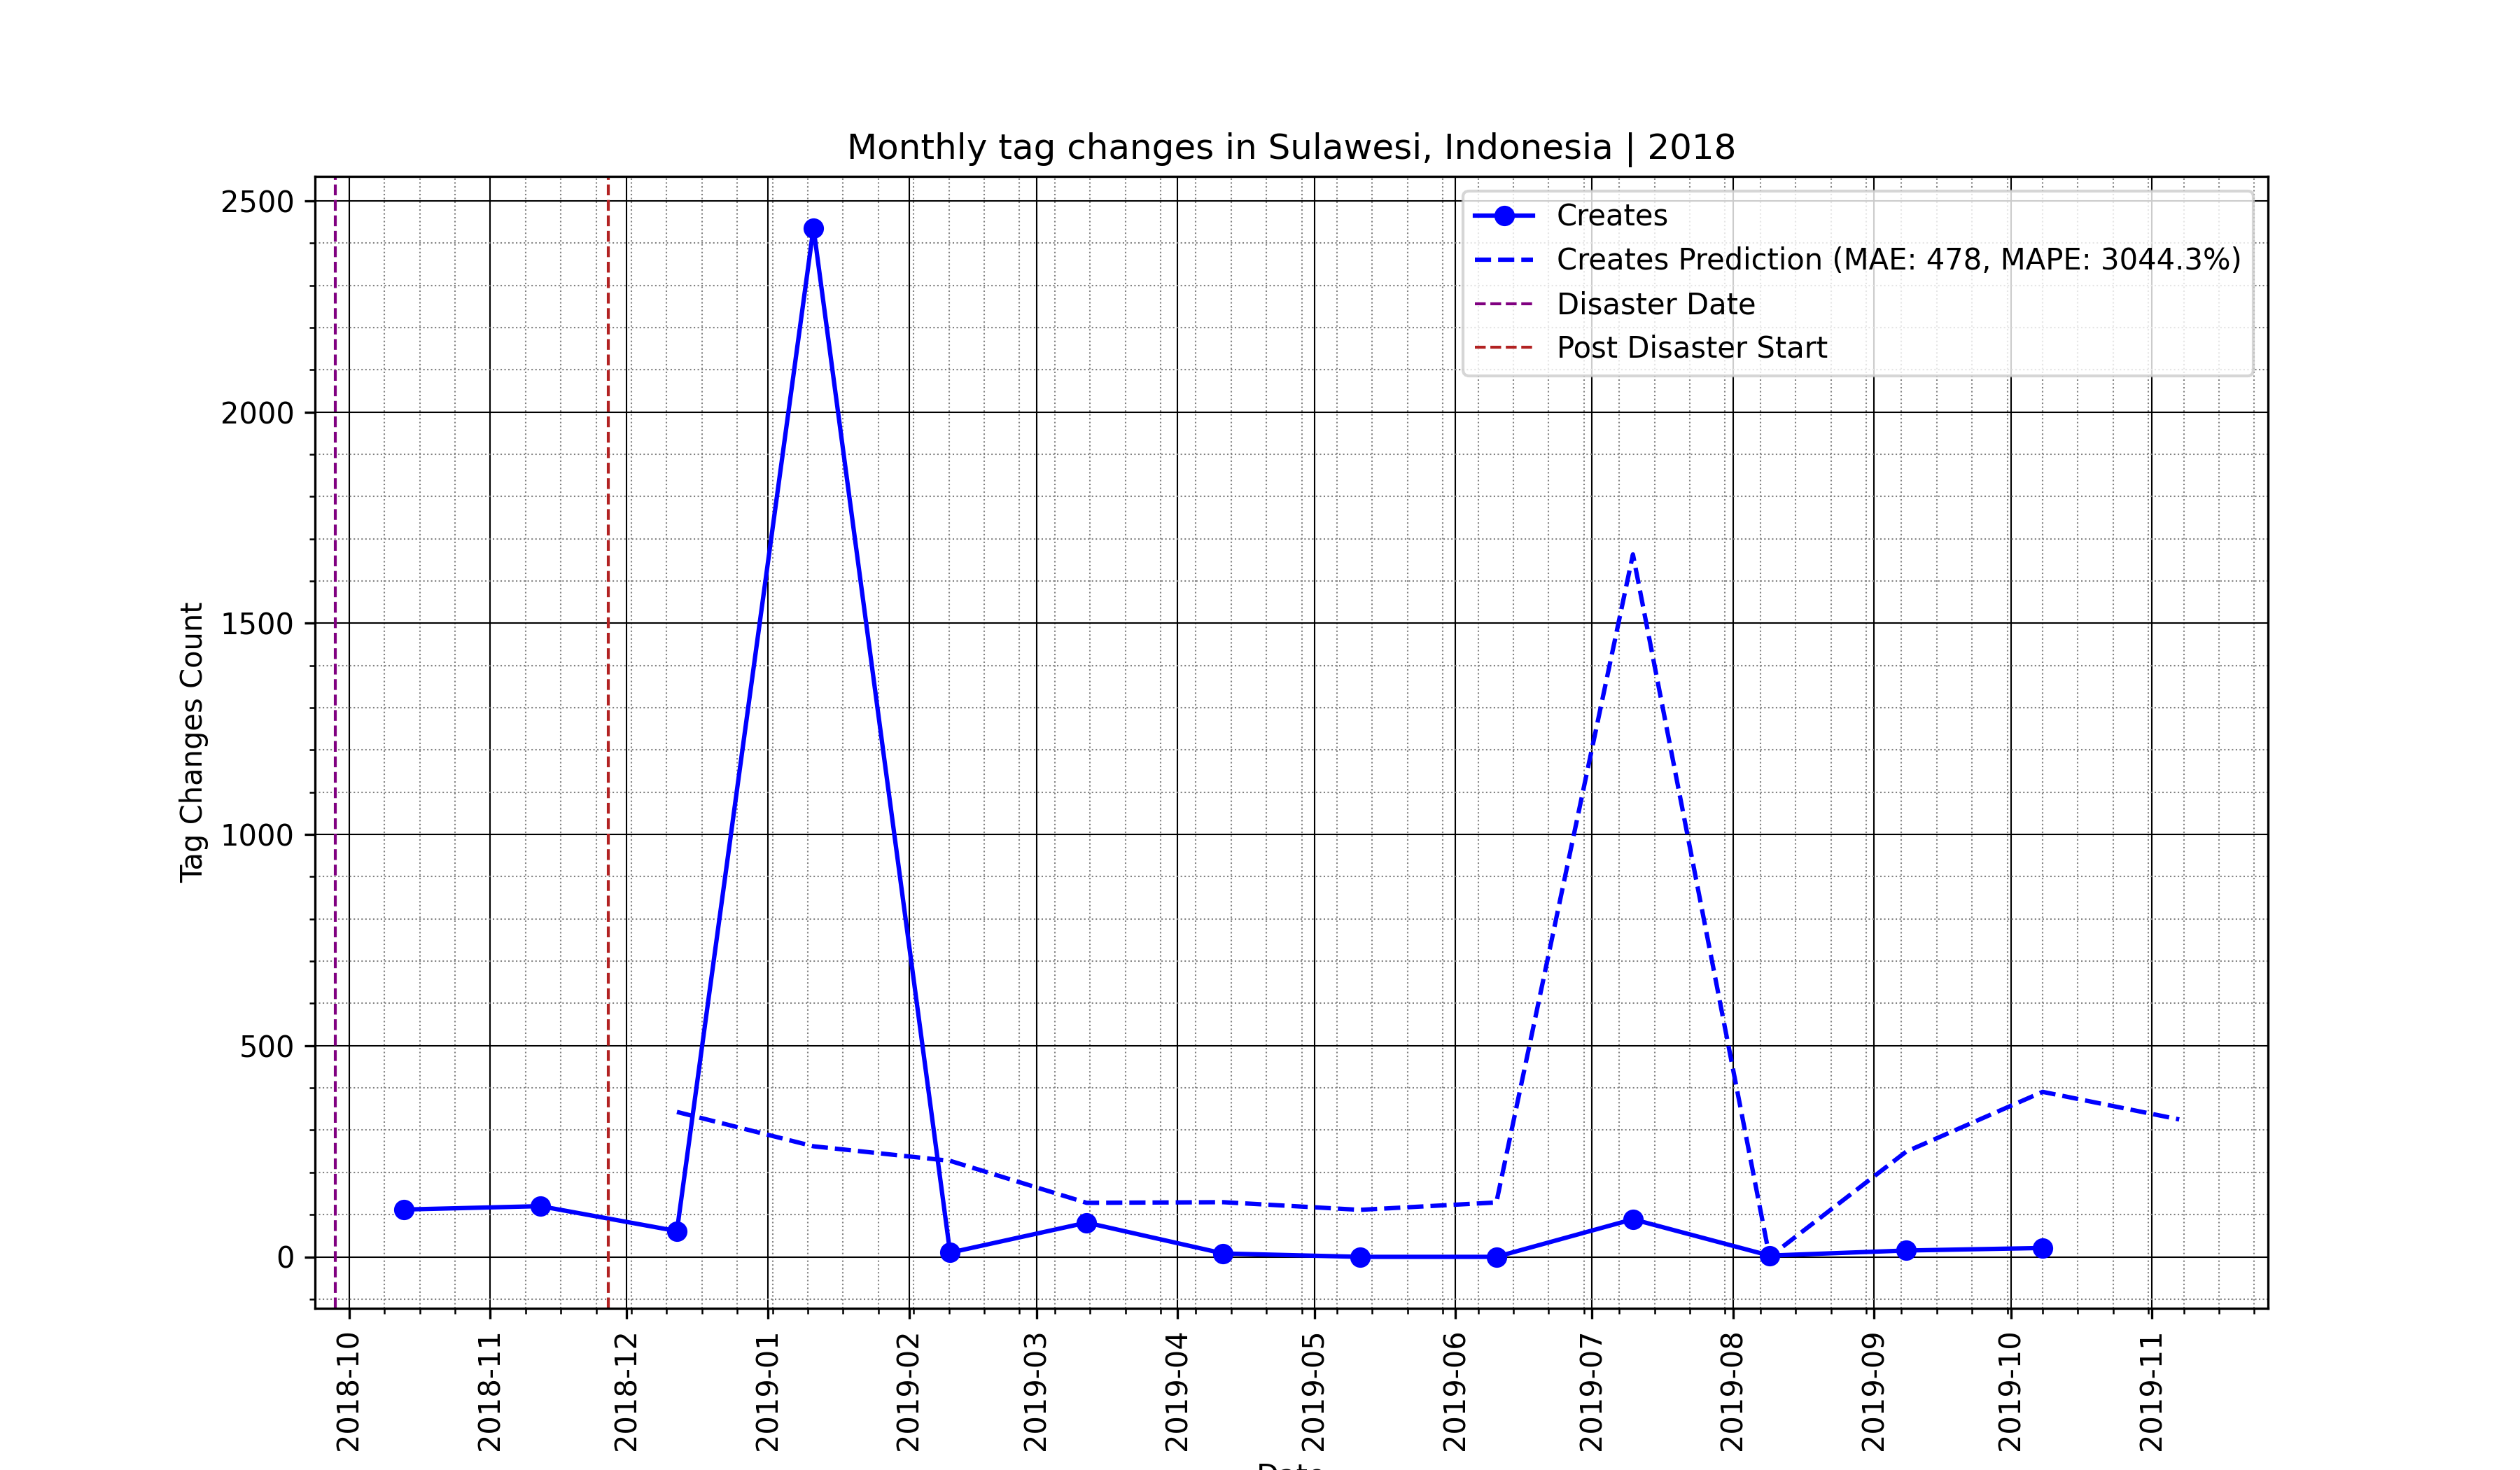 Monthly tag changes in Sulawesi, Indonesia | 2018
Creates
Creates Prediction (MAE: 478, MAPE: 3044.3%)
Disaster Date
Post Disaster Start
Tag Changes Count
2500
2000
1500
1000
500
0
2018-10
2018-11
2018-12
2019-01
2019-02
2019-03
2019-04
2019-05
2019-06
2019-07
2019-08
2019-09
2019-10
2019-11
Date